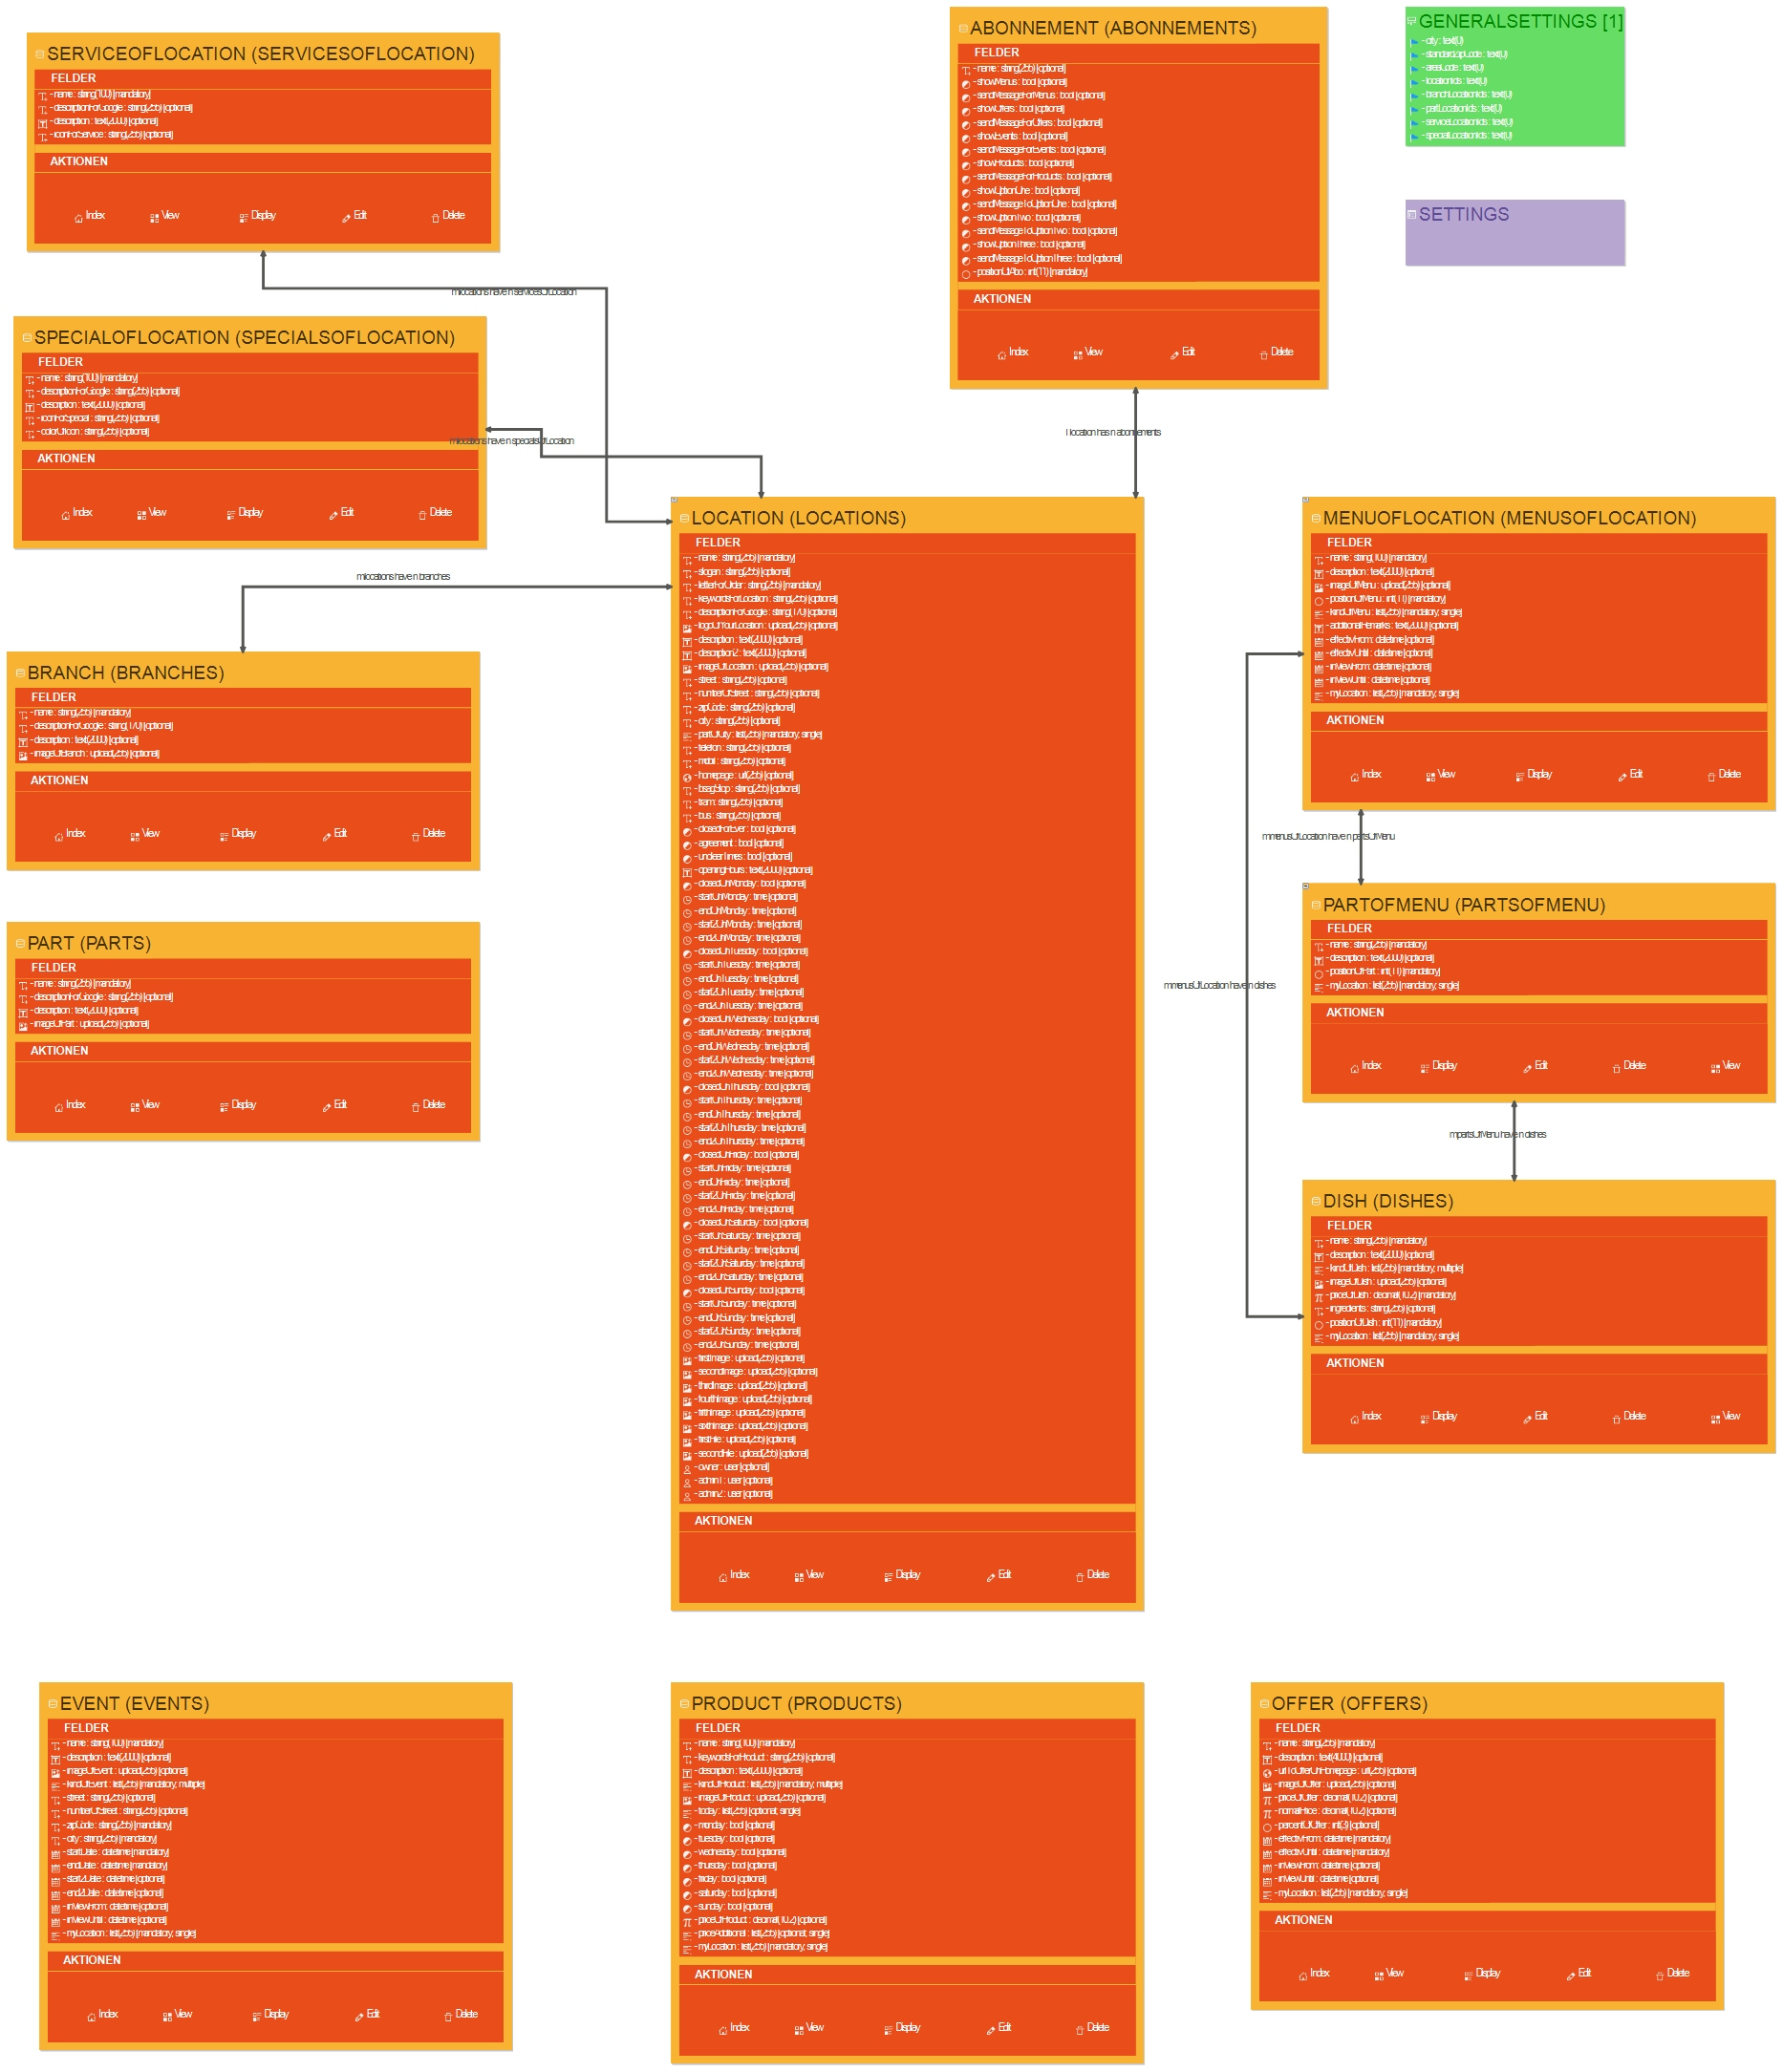 SERVICEOFLOCATION (SERVICESOFLOCATION)
FELDER
- name : string(100) [mandatory]
- descriptionForGoogle : string(255) [optional]
- description : text(2000) [optional]
- iconForService : string(255) [optional]
AKTIONEN
Index View Display Edit Delete
m locations have n servicesOfLocation
SPECIALOFLOCATION (SPECIALSOFLOCATION)
FELDER
- name : string(100) [mandatory]
- descriptionForGoogle : string(255) [optional]
- description : text(2000) [optional]
- iconForSpecial : string(255) [optional]
- colorOfIcon : string(255) [optional]
AKTIONEN
Index View Display Edit Delete
m locations have n specialsOfLocation
m locations have n branches
BRANCH (BRANCHES)
FELDER
- name : string(255) [mandatory]
- descriptionForGoogle : string(170) [optional]
- description : text(2000) [optional]
- imageOfBranch : upload(255) [optional]
AKTIONEN
Index View Display Edit Delete
PART (PARTS)
FELDER
- name : string(255) [mandatory]
- descriptionForGoogle : string(255) [optional]
- description : text(2000) [optional]
- imageOfPart : upload(255) [optional]
AKTIONEN
Index View Display Edit Delete
ABONNEMENT (ABONNEMENTS)
FELDER
- name : string(255) [optional]
- showMenus : bool [optional]
- sendMessageForMenus : bool [optional]
- showOffers : bool [optional]
- sendMessageForOffers : bool [optional]
- showEvents : bool [optional]
- sendMessageForEvents : bool [optional]
- showProducts : bool [optional]
- sendMessageForProducts : bool [optional]
- showOptionOne : bool [optional]
- sendMessageToOptionOne : bool [optional]
- showOptionTwo : bool [optional]
- sendMessageToOptionTwo : bool [optional]
- showOptionThree : bool [optional]
- sendMessageToOptionThree : bool [optional]
- positionOfAbo : int(11) [mandatory]
AKTIONEN
Index View Edit Delete
1 location has n abonnements
GENERALSETTINGS [1]
- city : text(0)
- standardZipCode : text(0)
- areaCode : text(0)
- locationIds : text(0)
- branchLocationIds : text(0)
- partLocationIds : text(0)
- serviceLocationIds : text(0)
- specialLocationIds : text(0)
SETTINGS
LOCATION (LOCATIONS)
FELDER
- name : string(255) [mandatory]
- slogan : string(255) [optional]
- letterForOrder : string(255) [mandatory]
- keywordsForLocation : string(255) [optional]
- descriptionForGoogle : string(170) [optional]
- logoOfYourLocation : upload(255) [optional]
- description : text(2000) [optional]
- description2 : text(2000) [optional]
- imageOfLocation : upload(255) [optional]
- street : string(255) [optional]
- numberOfStreet : string(255) [optional]
- zipCode : string(255) [optional]
- city : string(255) [optional]
- partOfCity : list(255) [mandatory, single]
- telefon : string(255) [optional]
- mobil : string(255) [optional]
- homepage : url(255) [optional]
- bsagStop : string(255) [optional]
- tram : string(255) [optional]
- bus : string(255) [optional]
- closedForEver : bool [optional]
- agreement : bool [optional]
- unclearTimes : bool [optional]
- openingHours : text(2000) [optional]
- closedOnMonday : bool [optional]
- startOnMonday : time [optional]
- endOnMonday : time [optional]
- start2OnMonday : time [optional]
- end2OnMonday : time [optional]
- closedOnTuesday : bool [optional]
- startOnTuesday : time [optional]
- endOnTuesday : time [optional]
- start2OnTuesday : time [optional]
- end2OnTuesday : time [optional]
- closedOnWednesday : bool [optional]
- startOnWednesday : time [optional]
- endOnWednesday : time [optional]
- start2OnWednesday : time [optional]
- end2OnWednesday : time [optional]
- closedOnThursday : bool [optional]
- startOnThursday : time [optional]
- endOnThursday : time [optional]
- start2OnThursday : time [optional]
- end2OnThursday : time [optional]
- closedOnFriday : bool [optional]
- startOnFriday : time [optional]
- endOnFriday : time [optional]
- start2OnFriday : time [optional]
- end2OnFriday : time [optional]
- closedOnSaturday : bool [optional]
- startOnSaturday : time [optional]
- endOnSaturday : time [optional]
- start2OnSaturday : time [optional]
- end2OnSaturday : time [optional]
- closedOnSunday : bool [optional]
- startOnSunday : time [optional]
- endOnSunday : time [optional]
- start2OnSunday : time [optional]
- end2OnSunday : time [optional]
- firstImage : upload(255) [optional]
- secondImage : upload(255) [optional]
- thirdImage : upload(255) [optional]
- fourthImage : upload(255) [optional]
- fifthImage : upload(255) [optional]
- sixthImage : upload(255) [optional]
- firstFile : upload(255) [optional]
- secondFile : upload(255) [optional]
- owner : user [optional]
- admin1 : user [optional]
- admin2 : user [optional]
AKTIONEN
Index View Display Edit Delete
MENUOFLOCATION (MENUSOFLOCATION)
FELDER
- name : string(100) [mandatory]
- description : text(2000) [optional]
- imageOfMenu : upload(255) [optional]
- positionOfMenu : int(11) [mandatory]
- kindOfMenu : list(255) [mandatory, single]
- additionalRemarks : text(2000) [optional]
- effectivFrom : datetime [optional]
- effectivUntil : datetime [optional]
- inViewFrom : datetime [optional]
- inViewUntil : datetime [optional]
- myLocation : list(255) [mandatory, single]
AKTIONEN
Index View Display Edit Delete
m menusOfLocation have n partsOfMenu
PARTOFMENU (PARTSOFMENU)
FELDER
- name : string(255) [mandatory]
- description : text(2000) [optional]
- positionOfPart : int(11) [mandatory]
- myLocation : list(255) [mandatory, single]
AKTIONEN
Index Display Edit Delete View
m menusOfLocation have n dishes
m partsOfMenu have n dishes
DISH (DISHES)
FELDER
- name : string(255) [mandatory]
- description : text(2000) [optional]
- kindOfDish : list(255) [mandatory, multiple]
- imageOfDish : upload(255) [optional]
- priceOfDish : decimal(10,2) [mandatory]
- ingredients : string(255) [optional]
- positionOfDish : int(11) [mandatory]
- myLocation : list(255) [mandatory, single]
AKTIONEN
Index Display Edit Delete View
EVENT (EVENTS)
FELDER
- name : string(100) [mandatory]
- description : text(2000) [optional]
- imageOfEvent : upload(255) [optional]
- kindOfEvent : list(255) [mandatory, multiple]
- street : string(255) [optional]
- numberOfStreet : string(255) [optional]
- zipCode : string(255) [mandatory]
- city : string(255) [mandatory]
- startDate : datetime [mandatory]
- endDate : datetime [mandatory]
- start2Date : datetime [optional]
- end2Date : datetime [optional]
- inViewFrom : datetime [optional]
- inViewUntil : datetime [optional]
- myLocation : list(255) [mandatory, single]
AKTIONEN
Index View Display Edit Delete
PRODUCT (PRODUCTS)
FELDER
- name : string(100) [mandatory]
- keywordsForProduct : string(255) [optional]
- description : text(2000) [optional]
- kindOfProduct : list(255) [mandatory, multiple]
- imageOfProduct : upload(255) [optional]
- today : list(255) [optional, single]
- monday : bool [optional]
- tuesday : bool [optional]
- wednesday : bool [optional]
- thursday : bool [optional]
- friday : bool [optional]
- saturday : bool [optional]
- sunday : bool [optional]
- priceOfProduct : decimal(10,2) [optional]
- priceAdditional : list(255) [optional, single]
- myLocation : list(255) [mandatory, single]
AKTIONEN
Index View Display Edit Delete
OFFER (OFFERS)
FELDER
- name : string(255) [mandatory]
- description : text(4000) [optional]
- urlToOfferOnHomepage : url(255) [optional]
- imageOfOffer : upload(255) [optional]
- priceOfOffer : decimal(10,2) [optional]
- normalPrice : decimal(10,2) [optional]
- percentOfOffer : int(3) [optional]
- effectivFrom : datetime [mandatory]
- effectivUntil : datetime [mandatory]
- inViewFrom : datetime [optional]
- inViewUntil : datetime [optional]
- myLocation : list(255) [mandatory, single]
AKTIONEN
Index View Display Edit Delete